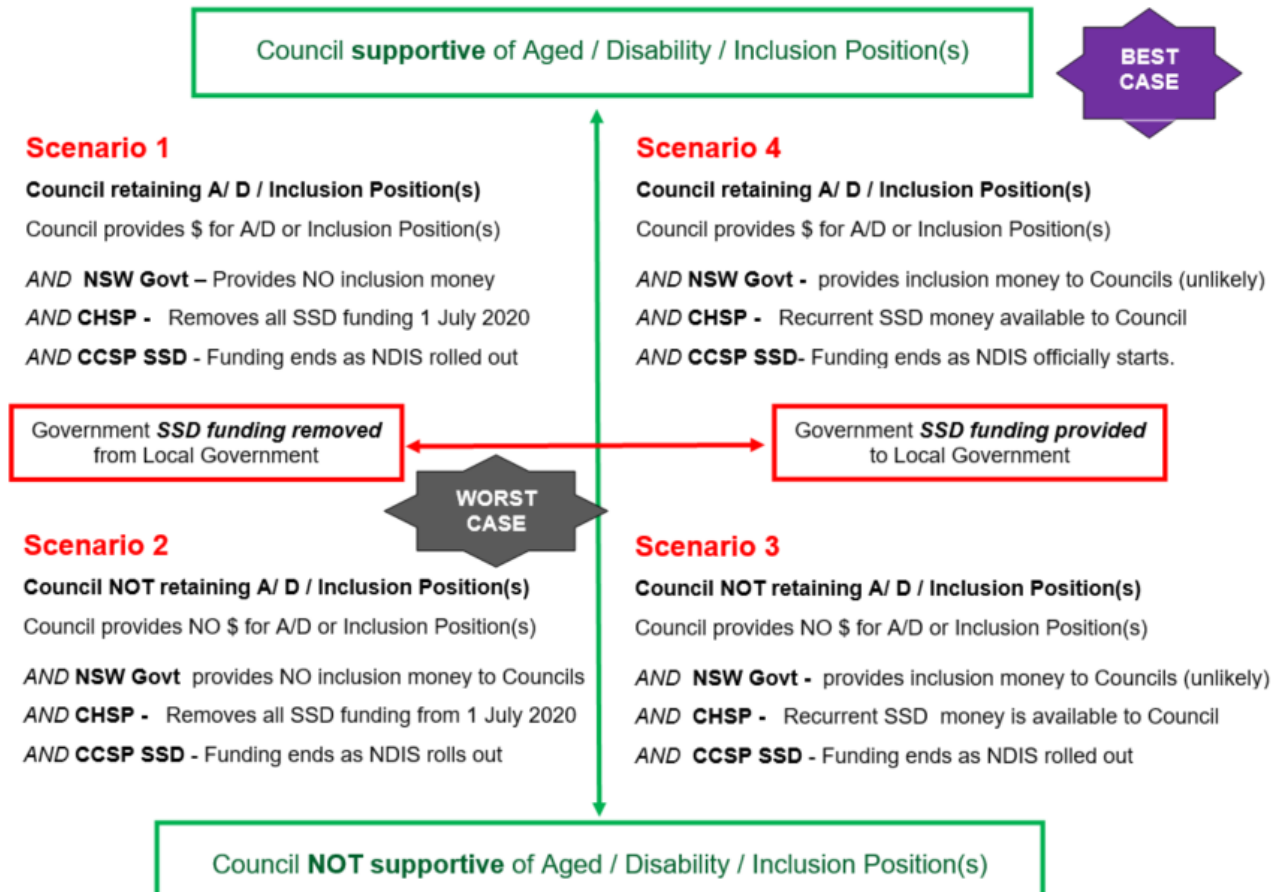 Council supportive of Aged / Disability / Inclusion Position(s)
BEST
CASE
Scenario 1
Council retaining A/ D / Inclusion Position(s)
Council provides $ for A/D or Inclusion Position(s)
AND NSW Govt – Provides NO inclusion money
AND CHSP - Removes all SSD funding 1 July 2020
AND CCSP SSD - Funding ends as NDIS rolled out
Scenario 4
Council retaining A/ D / Inclusion Position(s)
Council provides $ for A/D or Inclusion Position(s)
AND NSW Govt - provides inclusion money to Councils (unlikely)
AND CHSP - Recurrent SSD money available to Council
AND CCSP SSD- Funding ends as NDIS officially starts.
Government SSD funding removed
from Local Government
Government SSD funding provided
to Local Government
WORST
CASE
Scenario 2
Council NOT retaining A/ D / Inclusion Position(s)
Council provides NO $ for A/D or Inclusion Position(s)
AND NSW Govt provides NO inclusion money to Councils
AND CHSP - Removes all SSD funding from 1 July 2020
AND CCSP SSD - Funding ends as NDIS rolls out
Scenario 3
Council NOT retaining A/ D / Inclusion Position(s)
Council provides NO $ for A/D or Inclusion Position(s)
AND NSW Govt - provides inclusion money to Councils (unlikely)
AND CHSP - Recurrent SSD money is available to Council
AND CCSP SSD - Funding ends as NDIS rolled out
Council NOT supportive of Aged / Disability / Inclusion Position(s)